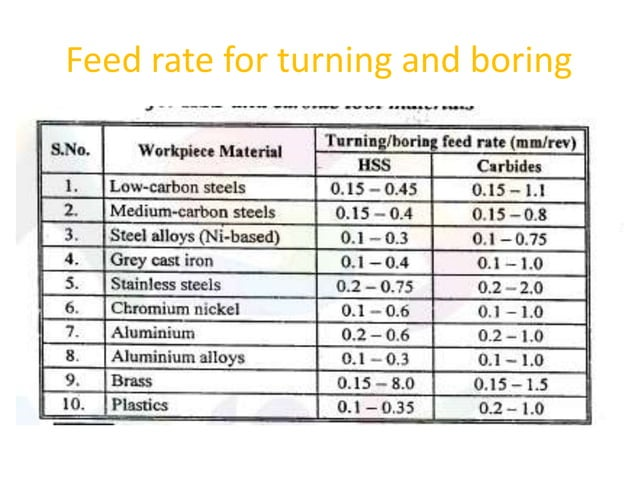 Feed rate for turning and boring
S.No. Workpiece Material Turning/boring feed rate (mm/rev)
HSS Carbides
1. Low-carbon steels 0.15 – 0.45 0.15 – 1.1
2. Medium-carbon steels 0.15 – 0.4 0.15 – 0.8
3. Steel alloys (Ni-based) 0.1 – 0.3 0.1 – 0.75
4. Grey cast iron 0.1 – 0.4 0.1 – 1.0
5. Stainless steels 0.2 – 0.75 0.2 – 2.0
6. Chromium nickel 0.1 – 0.6 0.1 – 1.0
7. Aluminium 0.2 – 0.6 0.2 – 1.0
8. Aluminium alloys 0.1 – 0.3 0.1 – 1.0
9. Brass 0.15 – 8.0 0.15 – 1.5
10. Plastics 0.1 – 0.35 0.2 – 1.0